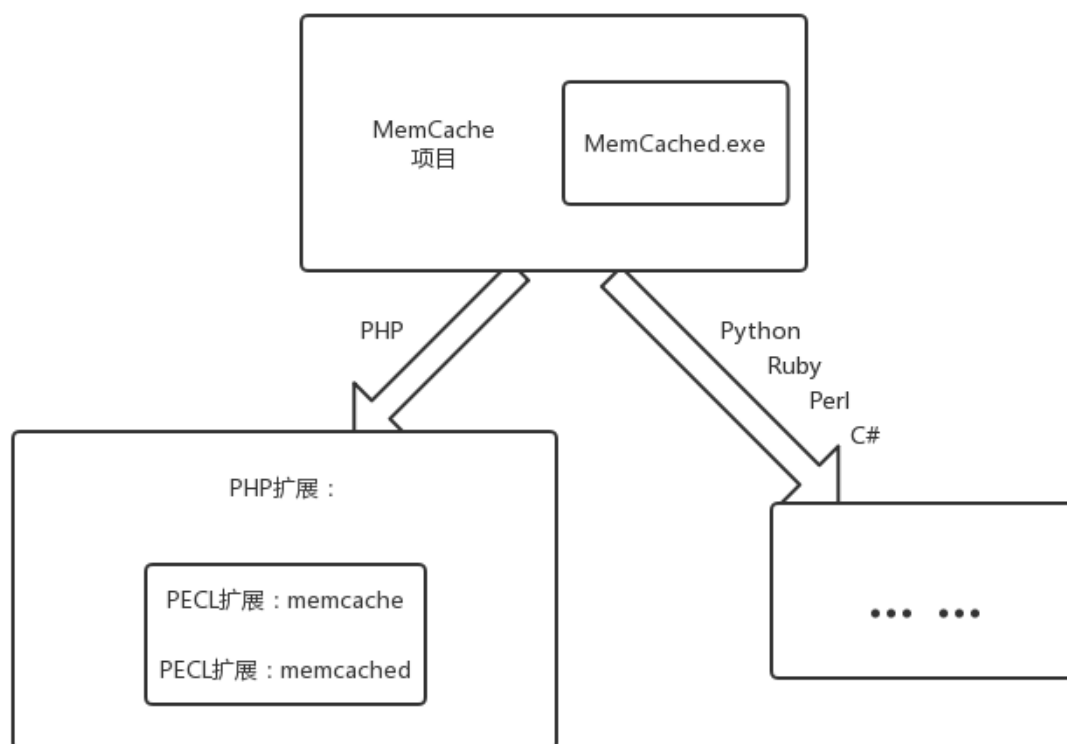 MemCache
项目
MemCached.exe
PHP
Python
Ruby
Perl
C#
PHP扩展：
PECL扩展：memcache
PECL扩展：memcached
... ...